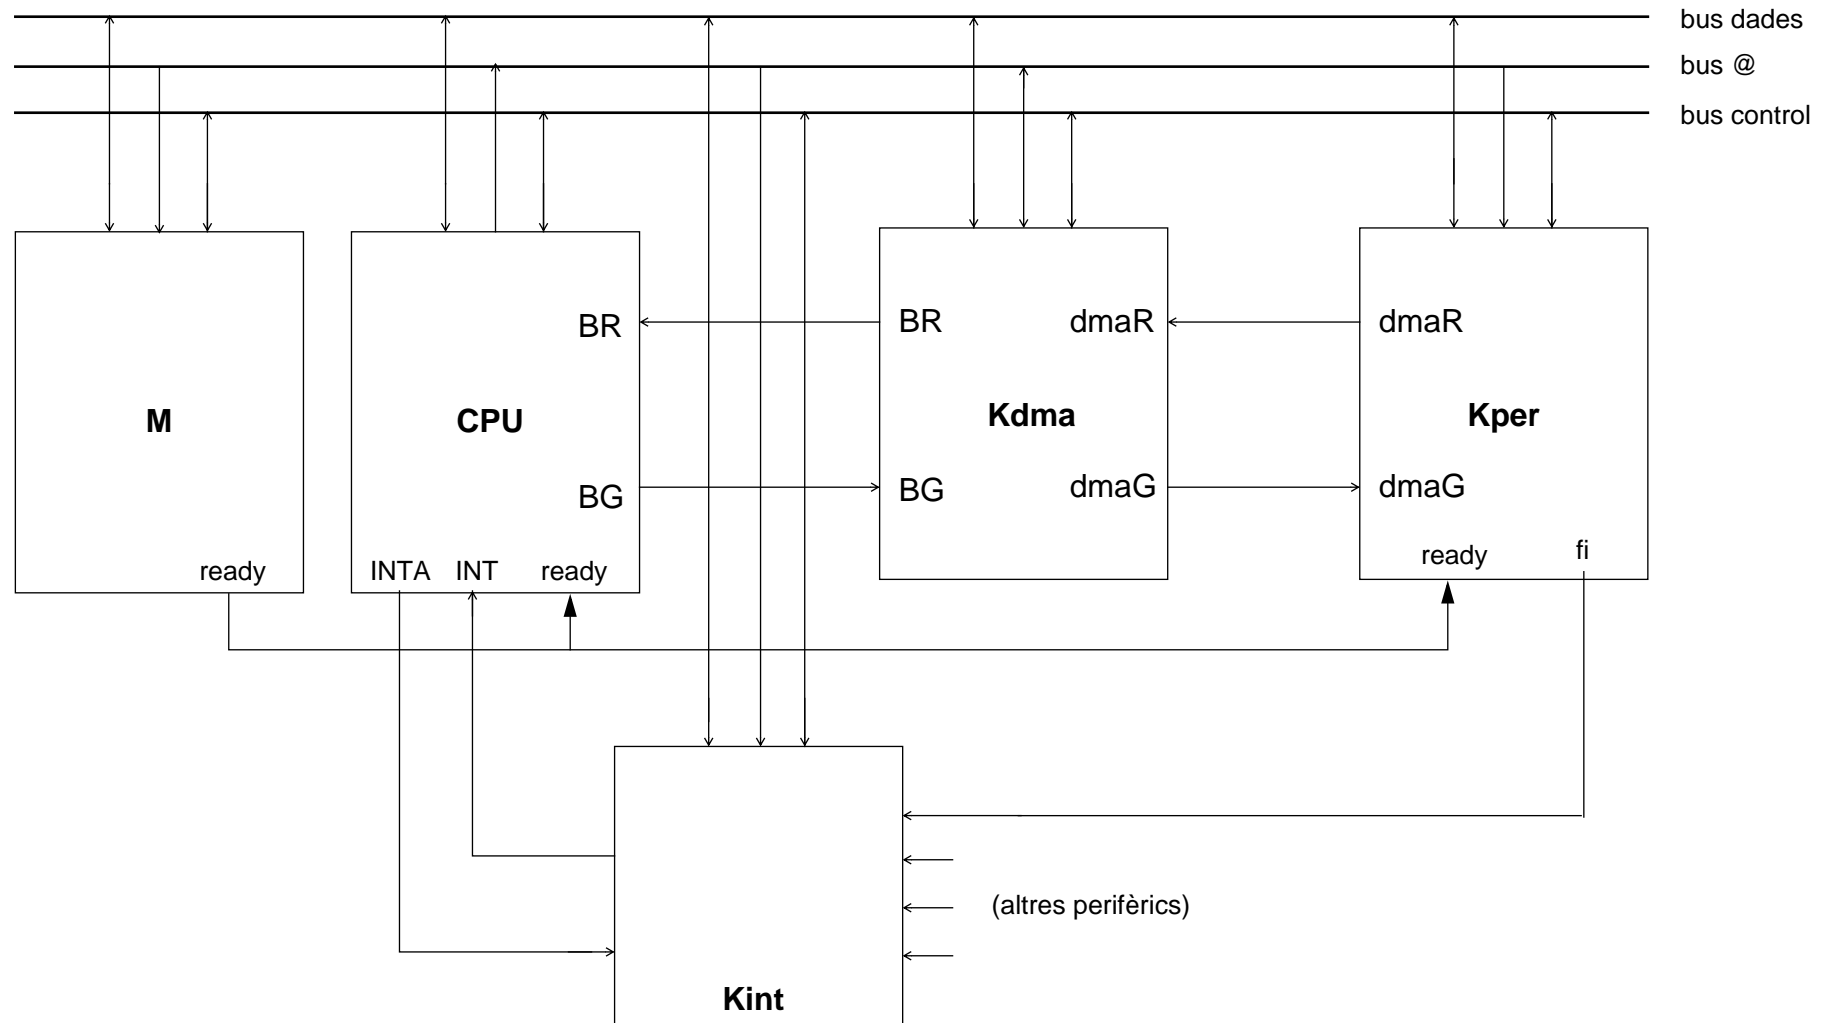 bus dades
bus @
bus control
BR
BR
dmaR
dmaR
M
CPU
Kdma
Kper
BG
BG
dmaG
dmaG
ready
INTA
INT
ready
ready
fi
(altres perifèrics)
Kint